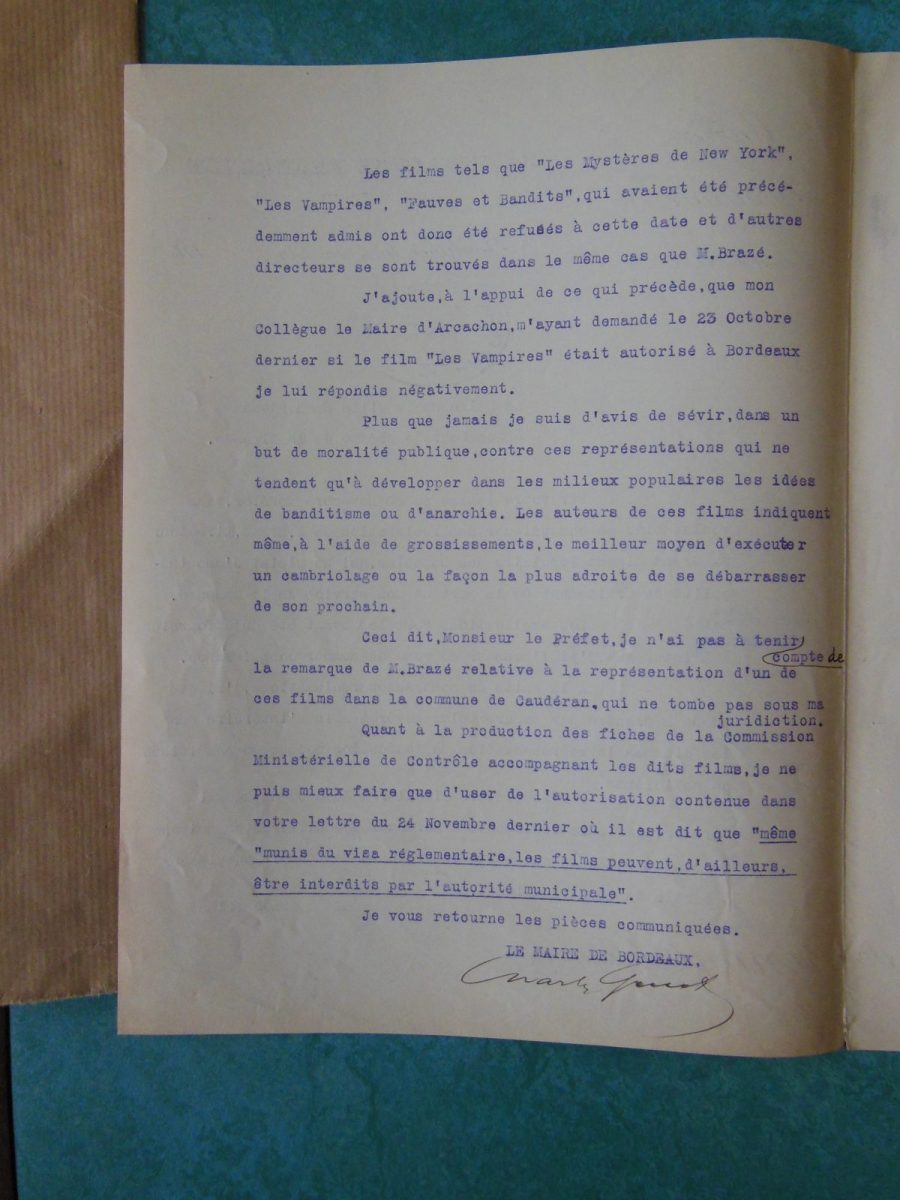 Les films tels que "Les Mystères de New York",
"Les Vampires", "Fauves et Bandits",qui avaient été précé-
demment admis ont donc été refusés à cette date et d'autres
directeurs se sont trouvés dans le même cas que M.Brazé.
J'ajoute,à l'appui de ce qui précède,que mon
Collègue le Maire d'Arcachon,m'ayant demandé le 23 Octobre
dernier si le film "Les Vampires" était autorisé à Bordeaux
je lui répondis négativement.
Plus que jamais je suis d'avis de sévir,dans un
but de moralité publique,contre ces représentations qui ne
tendent qu'à développer dans les milieux populaires les idées
de banditisme ou d'anarchie. Les auteurs de ces films indiquent
même,à l'aide de grossissements,le meilleur moyen d'exécuter
un cambriolage ou la façon la plus adroite de se débarrasser
de son prochain.
Ceci dit,Monsieur le Préfet,je n'ai pas à tenir
compte de
la remarque de M.Brazé relative à la représentation d'un de
ces films dans la commune de Caudéran,qui ne tombe pas sous ma
juridiction.
Quant à la production des fiches de la Commission
Ministérielle de Contrôle accompagnant les dits films,je ne
puis mieux faire que d'user de l'autorisation contenue dans
votre lettre du 24 Novembre dernier où il est dit que "même
"munis du visa réglementaire,les films peuvent,d'ailleurs,
être interdits par l'autorité municipale".
Je vous retourne les pièces communiquées.
LE MAIRE DE BORDEAUX,